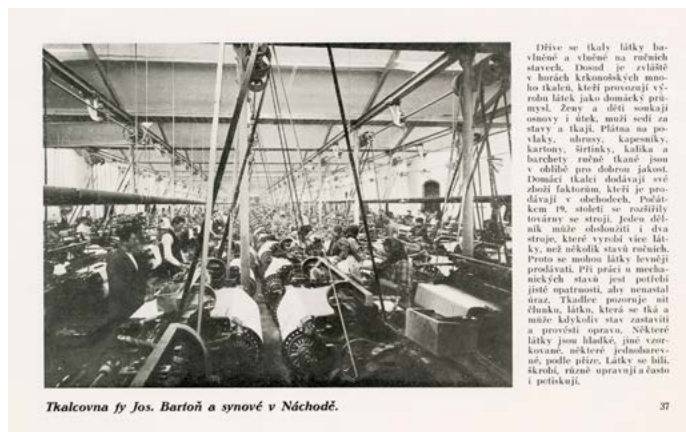 Dříve se tkaly látky ba-
vlněné a vlněné na ručních
stavech. Dosud je zvláště
v horách krkonošských mno-
ho tkalců, kteří provozují vý-
robu látek jako domácký prů-
mysl. Ženy a děti soukají
osnovy i útek, muži sedí za
stavy a tkají. Plátna na po-
vlaky, ubrusy, kapesníky,
kartony, širtinky, kalika a
barchety ručně tkané jsou
v oblibě pro dobrou jakost.
Domácí tkalci dodávají své
zboží faktorům, kteří je pro-
dávají v obchodech. Počát-
kem 19. století se rozšířily
továrny se stroji. Jeden děl-
ník může obsloužiti i dva
stroje, které vyrobí více lát-
ky, než několik stavů ručních.
Proto se mohou látky levněji
prodávati. Při práci u mecha-
nických stavů jest potřebí
jisté opatrnosti, aby nenastal
úraz. Tkadlec pozoruje nit
člunku, látku, která se tká a
může kdykoliv stav zastaviti
a provésti opravu. Některé
látky jsou hladké, jiné vzor-
kované, některé jednobarev-
né, podle příze. Látky se bílí,
škrobí, různě upravují a často
i potiskují.
Tkalcovna fy Jos. Bartoň a synové v Náchodě.
37